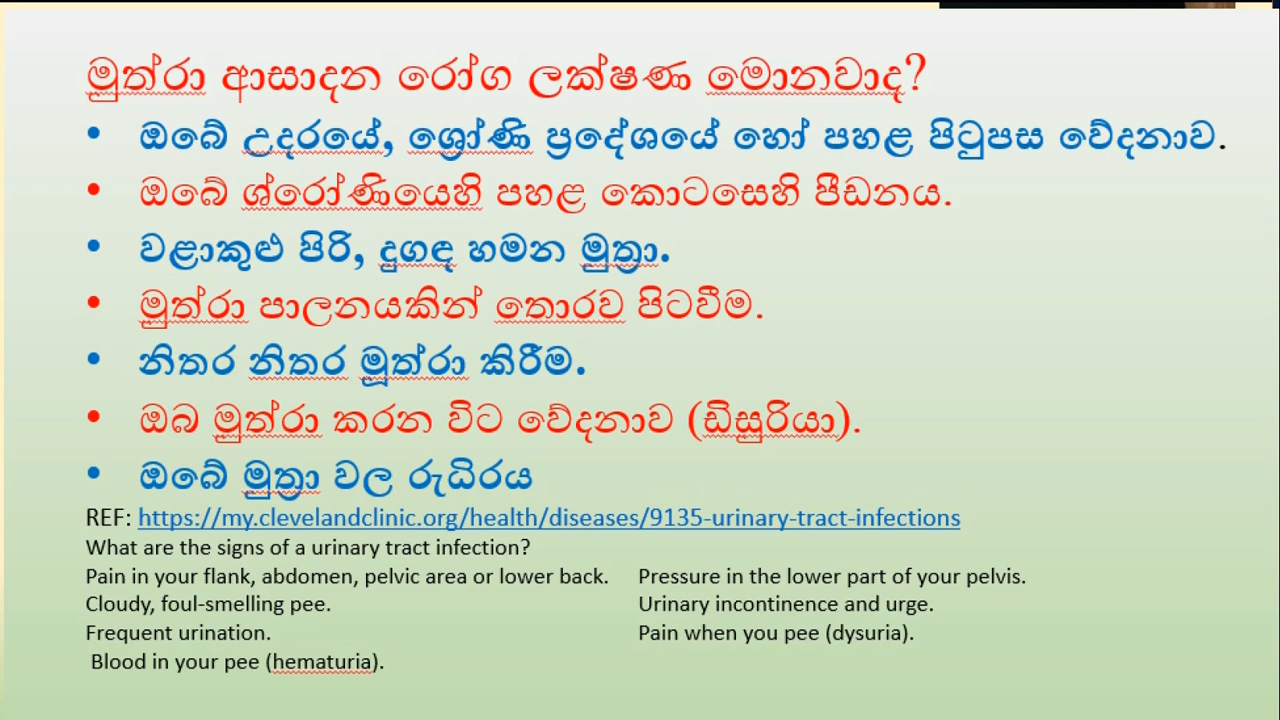 මුත්රා ආසාදන රෝග ලක්ෂණ මොනවාද?
• ඔබේ උදරයේ, ශ්‍රෝණි ප්‍රදේශයේ හෝ පහළ පිටුපස වේදනාව.
• ඔබේ ශ්රෝණියෙහි පහළ කොටසෙහි පීඩනය.
• වළාකුළු පිරි, දුගඳ හමන මුත්‍රා.
• මුත්රා පාලනයකින් තොරව පිටවීම.
• නිතර නිතර මූත්රා කිරීම.
• ඔබ මුත්රා කරන විට වේදනාව (ඩිසුරියා).
• ඔබේ මුත්‍රා වල රුධිරය
REF: https://my.clevelandclinic.org/health/diseases/9135-urinary-tract-infections
What are the signs of a urinary tract infection?
Pain in your flank, abdomen, pelvic area or lower back. Pressure in the lower part of your pelvis.
Cloudy, foul-smelling pee. Urinary incontinence and urge.
Frequent urination. Pain when you pee (dysuria).
Blood in your pee (hematuria).